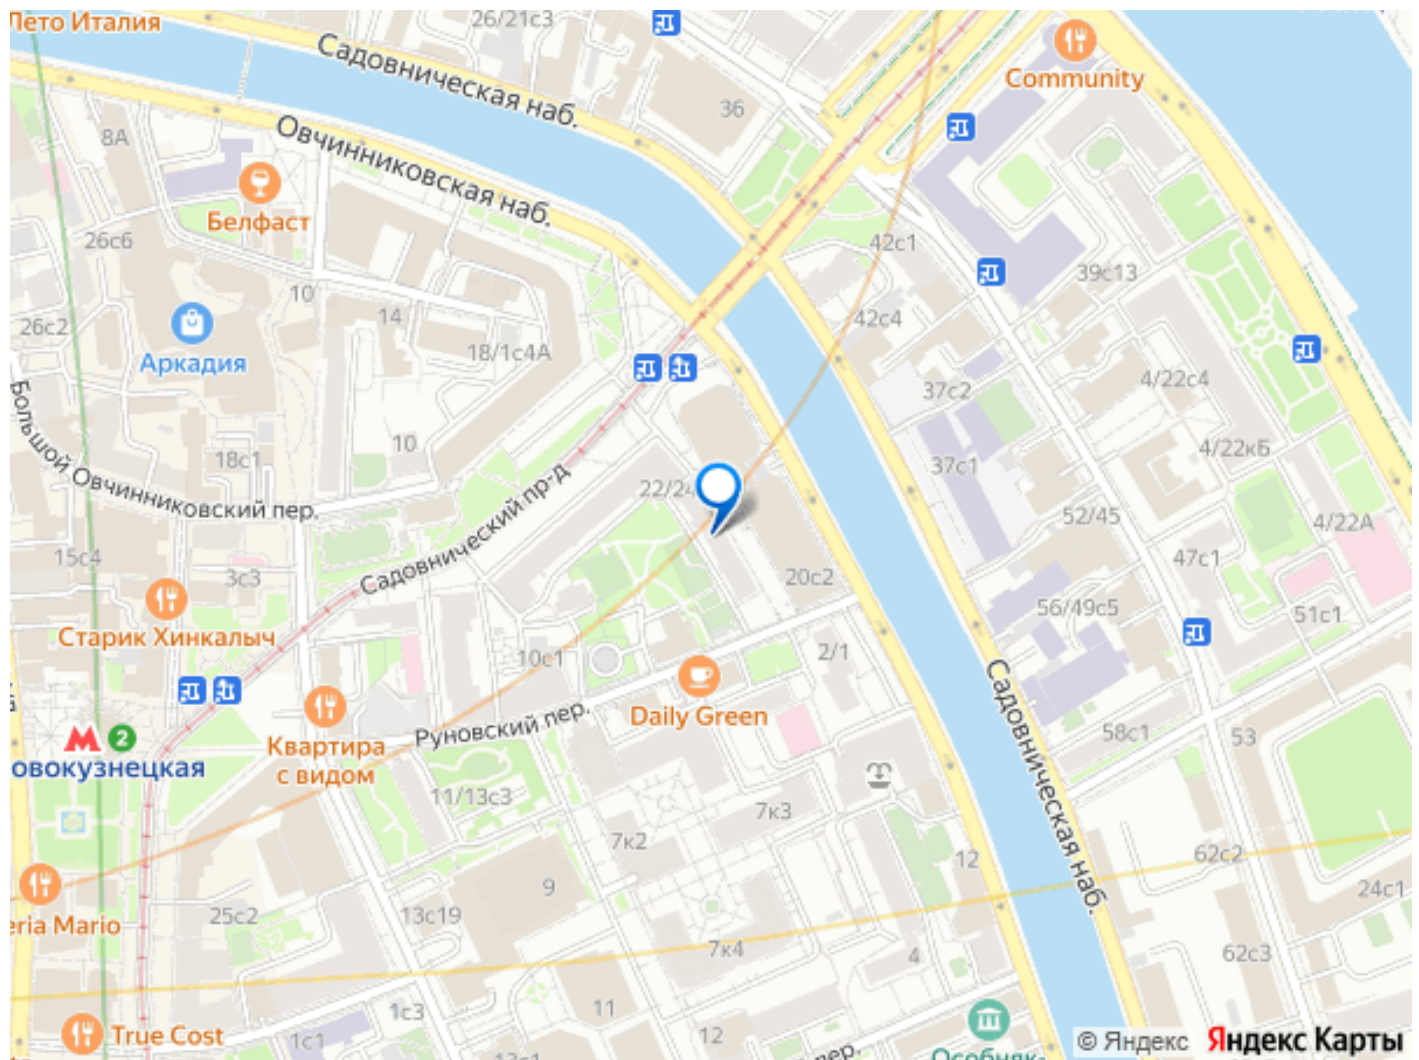 Лето Италия
26/21с3
Садовническая наб.
36
Community
8А
Овчинниковская наб.
Белфаст
26с6
42с1
39с13
10
14
26с2
42с4
Аркадия
18/1с4А
37с2
4/22с4
Большой Овчинниковский пер.
10
18с1
37с1
4/22кБ
Садовнический пр-д
22/24
52/45
4/22А
15с4
3с3
20с2
47с1
Старик Хинкалыч
56/49с5
51с1
10с1
2/1
Садовническая наб.
Руновский пер.
Daily Green
2
Квартира
с видом
58с1
53
овокузнецкая
11/13с3
7к3
7к2
62с2
12
9
24с1
eria Mario
25с2
13с19
7к4
4
62с3
1с3
11
True Cost
1с1
12
13с1
пер.
Особняк-
© Яндекс
Яндекс Карты